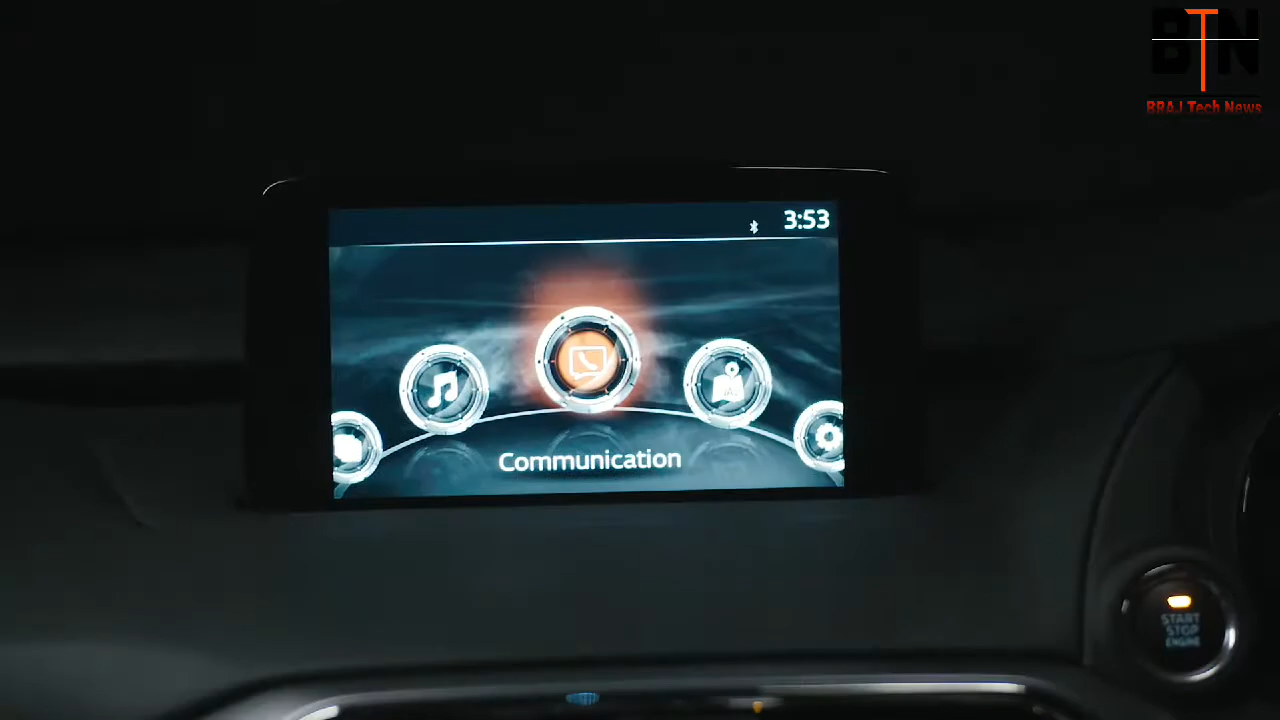 BTN
BRAJ Tech News
3:53
Communication
START
STOP
ENGINE